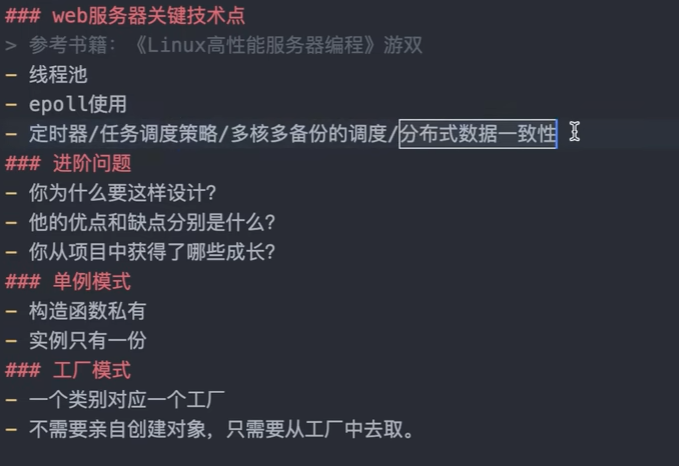 ### web服务器关键技术点
> 参考书籍：《Linux高性能服务器编程》游双
- 线程池
- epoll使用
- 定时器/任务调度策略/多核多备份的调度/分布式数据一致性
### 进阶问题
- 你为什么要这样设计？
- 他的优点和缺点分别是什么？
- 你从项目中获得了哪些成长？
### 单例模式
- 构造函数私有
- 实例只有一份
### 工厂模式
- 一个类别对应一个工厂
- 不需要亲自创建对象，只需要从工厂中去取。